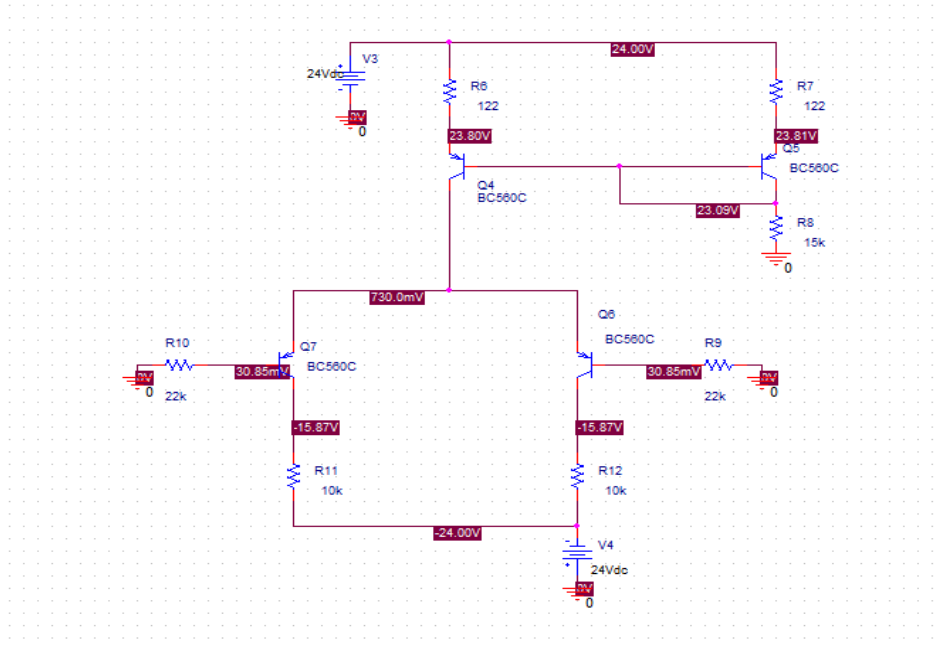 24.00V
V3
24Vdc
R6
122
R7
122
0V
0
23.80V
23.81V
Q5
BC560C
Q4
BC560C
23.09V
R8
15k
0
730.0mV
Q6
BC560C
Q7
BC560C
R10
R9
30.85mV
30.85mV
0V
0
22k
22k
0V
0
-15.87V
-15.87V
R11
10k
R12
10k
-24.00V
V4
24Vdc
0V
0